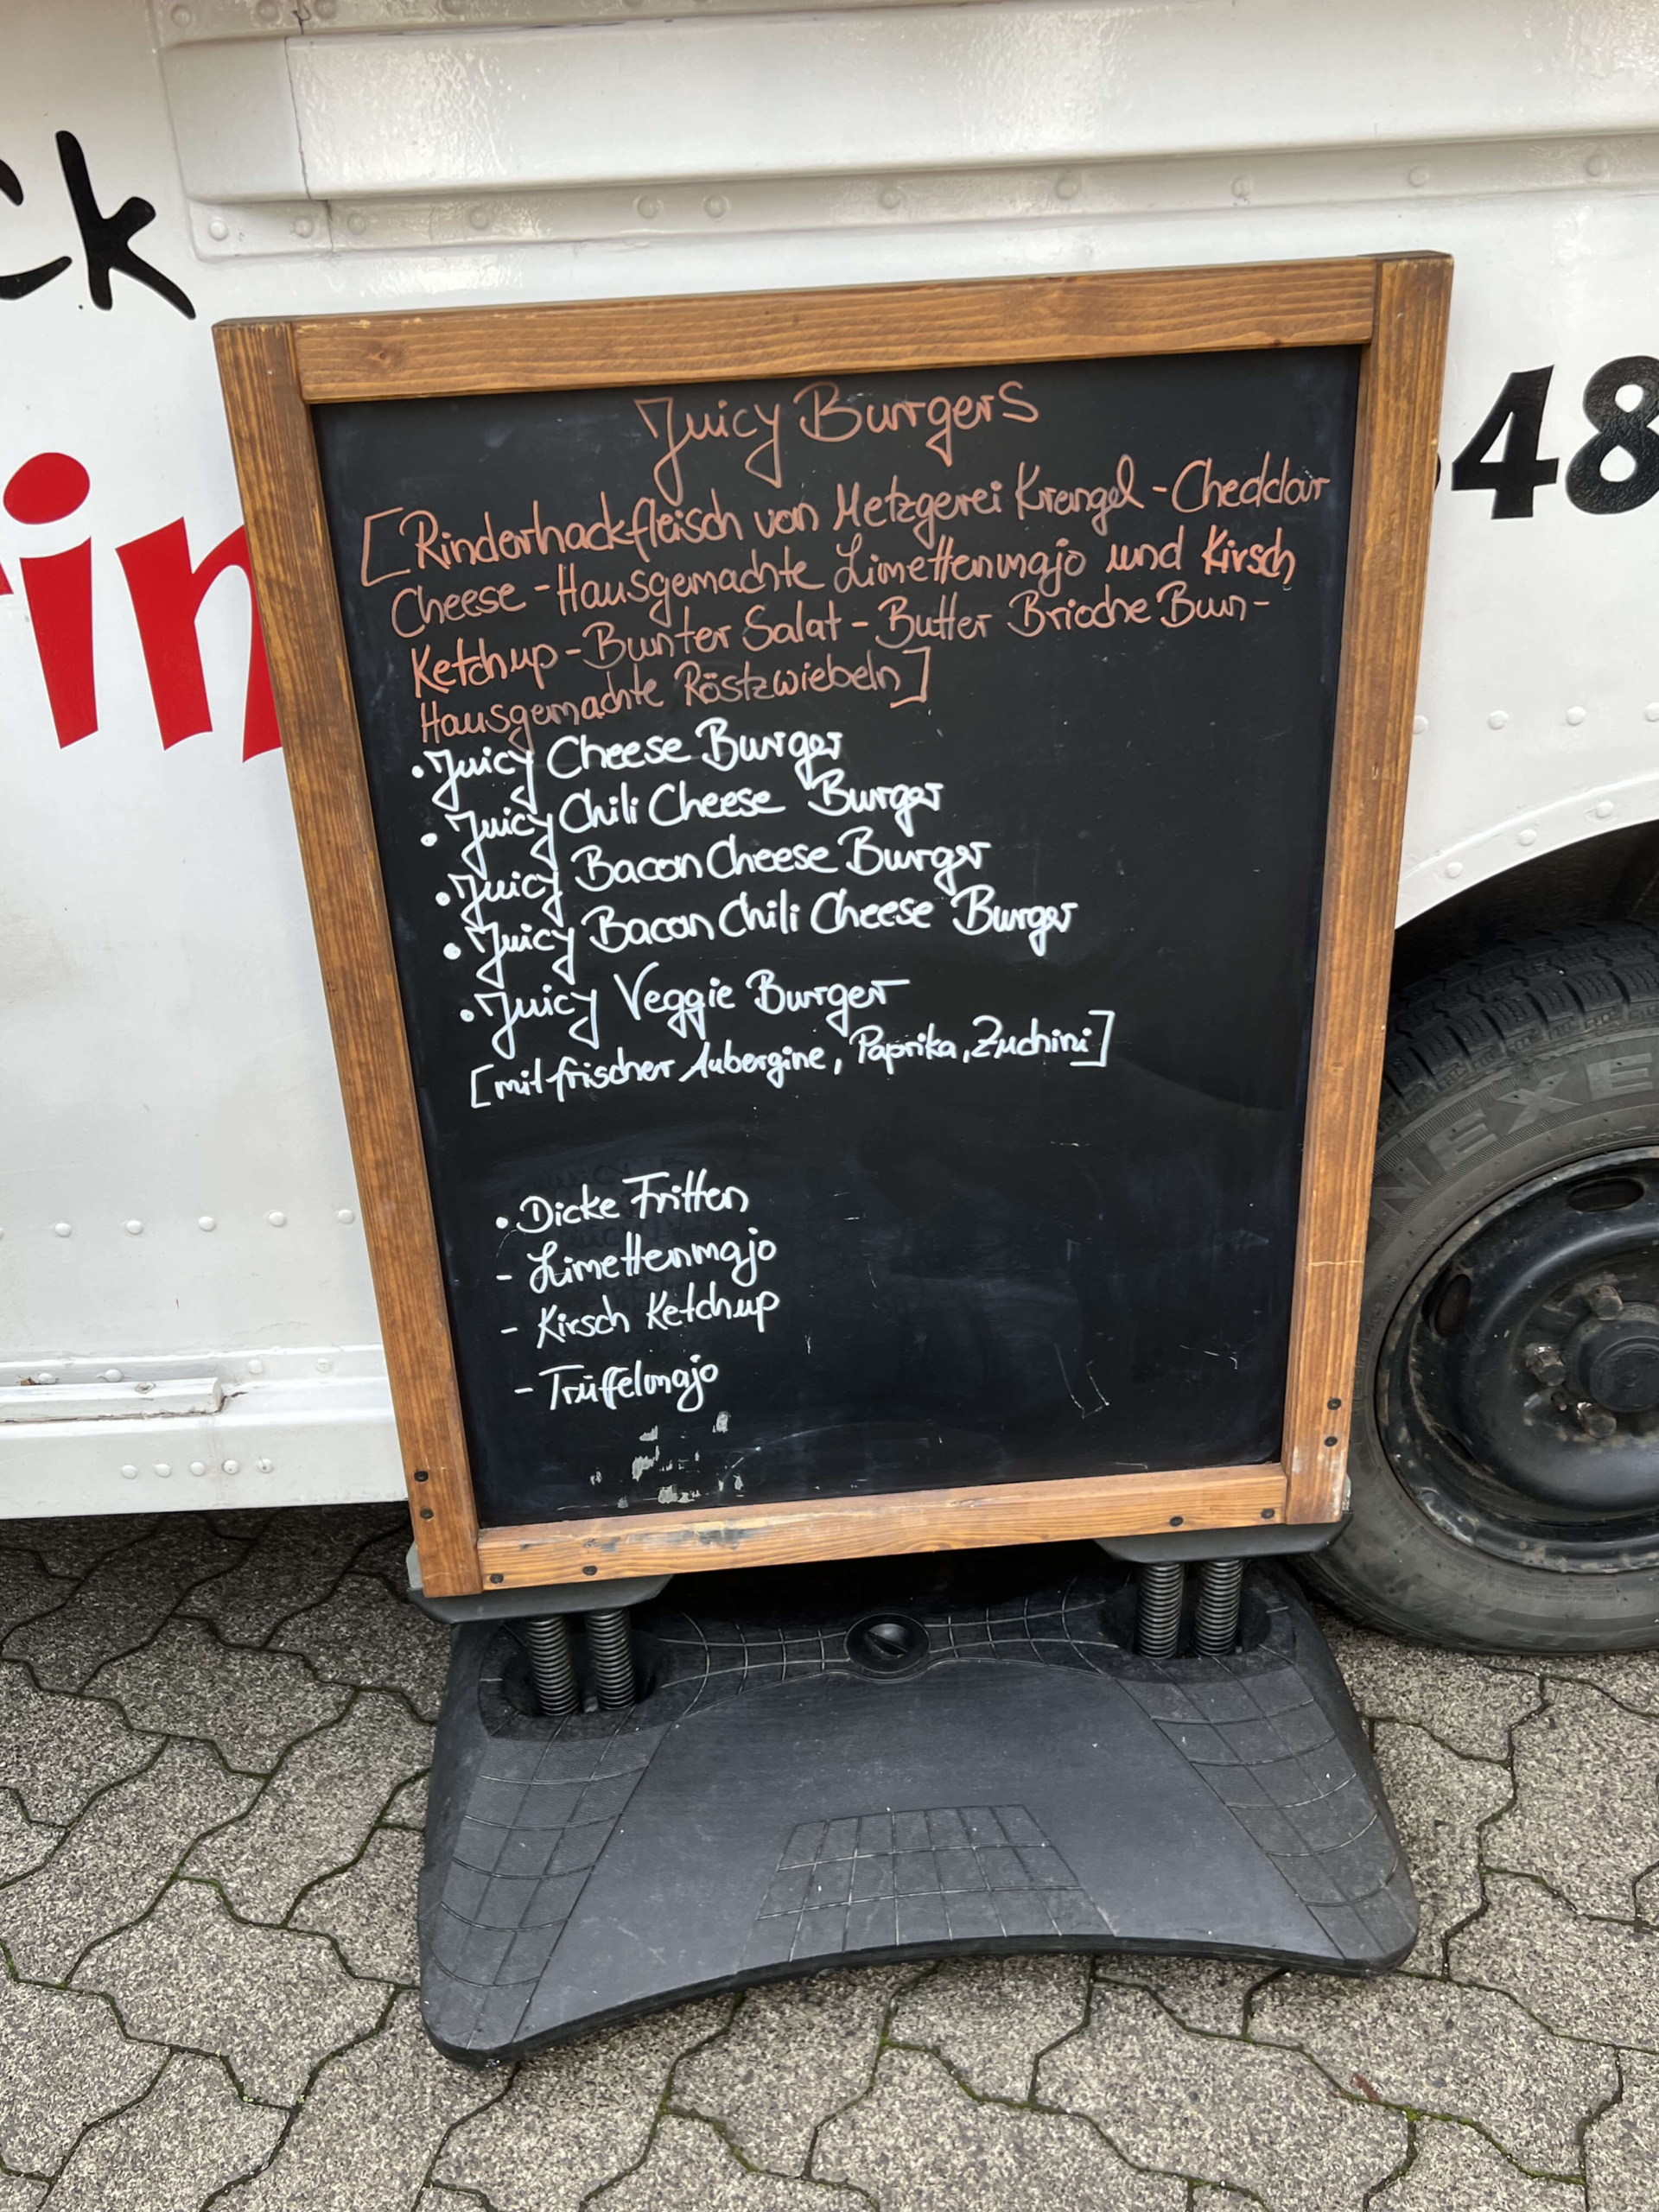 ck
in
48
Juicy Burgers
[Rinderhackfleisch von Metzgerei Krengel - Cheddar
Cheese - Hausgemachte Limettenmajo und Kirsch
Ketchup - Bunter Salat - Butter Brioche Bun -
Hausgemachte Röstzwiebeln]
• Juicy Cheese Burger
• Juicy Chili Cheese Burger
• Juicy Bacon Cheese Burger
• Juicy Bacon Chili Cheese Burger
• Juicy Veggie Burger
[mit frischer Aubergine, Paprika, Zuchini]
• Dicke Fritten
- Limettenmajo
- Kirsch Ketchup
- Trüffelmajo
NEXE